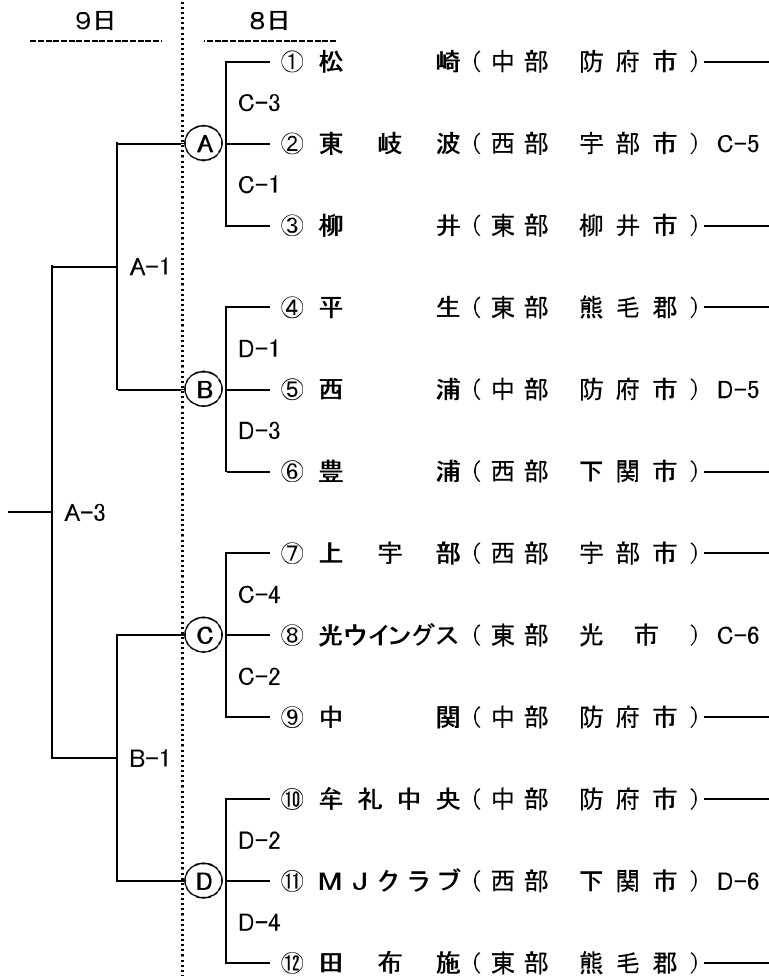 9日 8日
① 松崎（中部 防府市）
C-3
Ⓐ ② 東岐波（西部 宇部市） C-5
C-1
③ 柳井（東部 柳井市）
A-1
④ 平生（東部 熊毛郡）
D-1
Ⓑ ⑤ 西浦（中部 防府市） D-5
D-3
⑥ 豊浦（西部 下関市）
A-3
⑦ 上宇部（西部 宇部市）
C-4
Ⓒ ⑧ 光ウイングス（東部 光市） C-6
C-2
⑨ 中関（中部 防府市）
B-1
⑩ 牟礼中央（中部 防府市）
D-2
Ⓓ ⑪ MJクラブ（西部 下関市） D-6
D-4
⑫ 田布施（東部 熊毛郡）